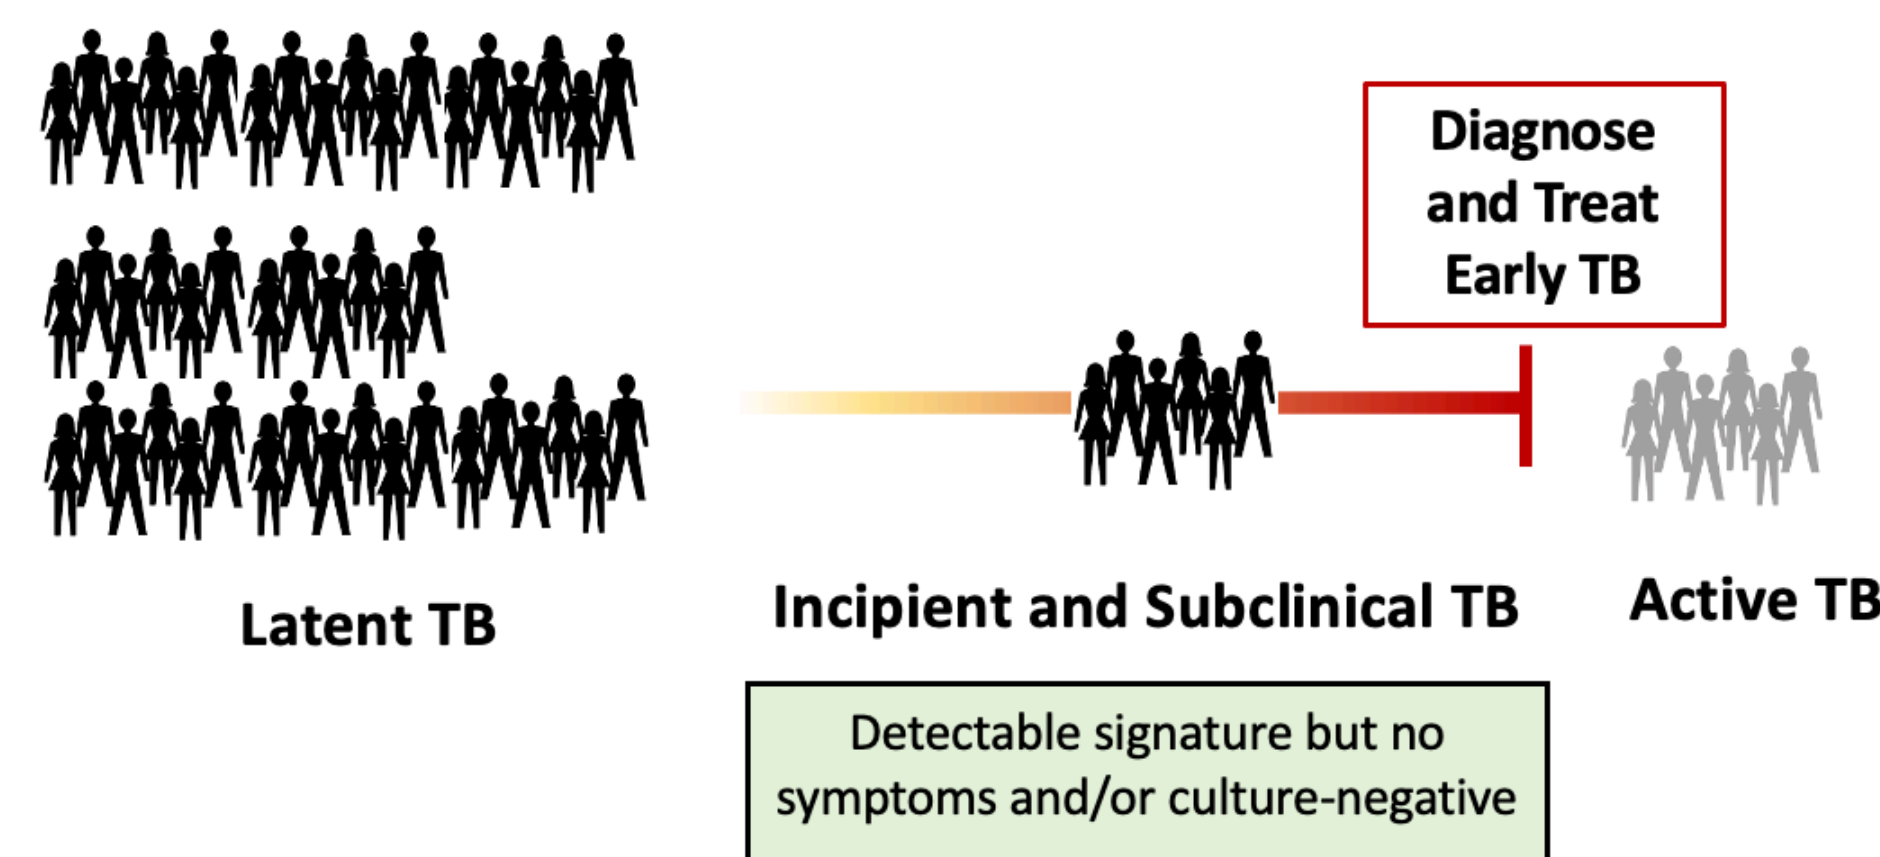 Diagnose
and Treat
Early TB
Latent TB
Incipient and Subclinical TB
Active TB
Detectable signature but no
symptoms and/or culture-negative